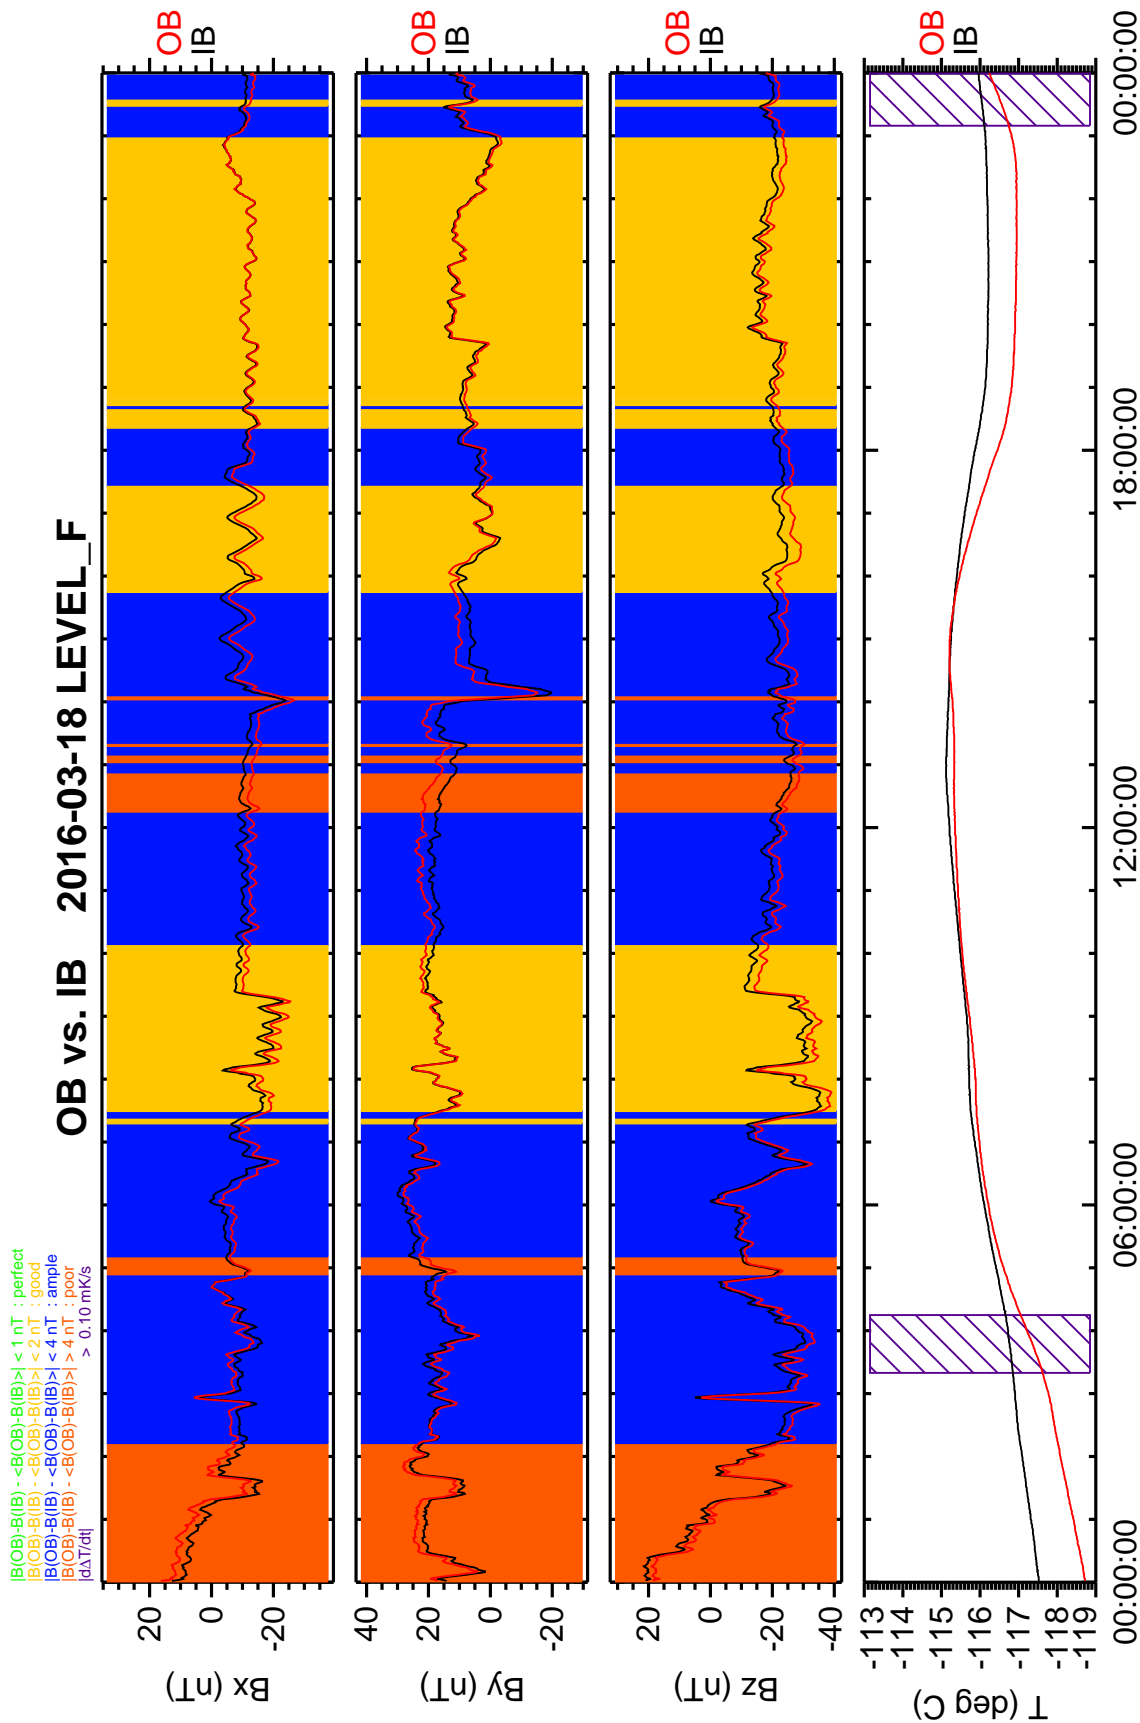 OB vs. IB 2016-03-18 LEVEL_F
|B(OB)-B(IB) - <B(OB)-B(IB)>| < 1 nT : perfect
|B(OB)-B(IB) - <B(OB)-B(IB)>| < 2 nT : good
|B(OB)-B(IB) - <B(OB)-B(IB)>| < 4 nT : ample
|B(OB)-B(IB) - <B(OB)-B(IB)>| > 4 nT : poor
|dΔT/dt| > 0.10 mK/s
Bx (nT)
20
0
-20
OB
IB
By (nT)
40
20
0
-20
OB
IB
Bz (nT)
20
0
-20
-40
OB
IB
T (deg C)
-113
-114
-115
-116
-117
-118
-119
OB
IB
00:00:00
06:00:00
12:00:00
18:00:00
00:00:00